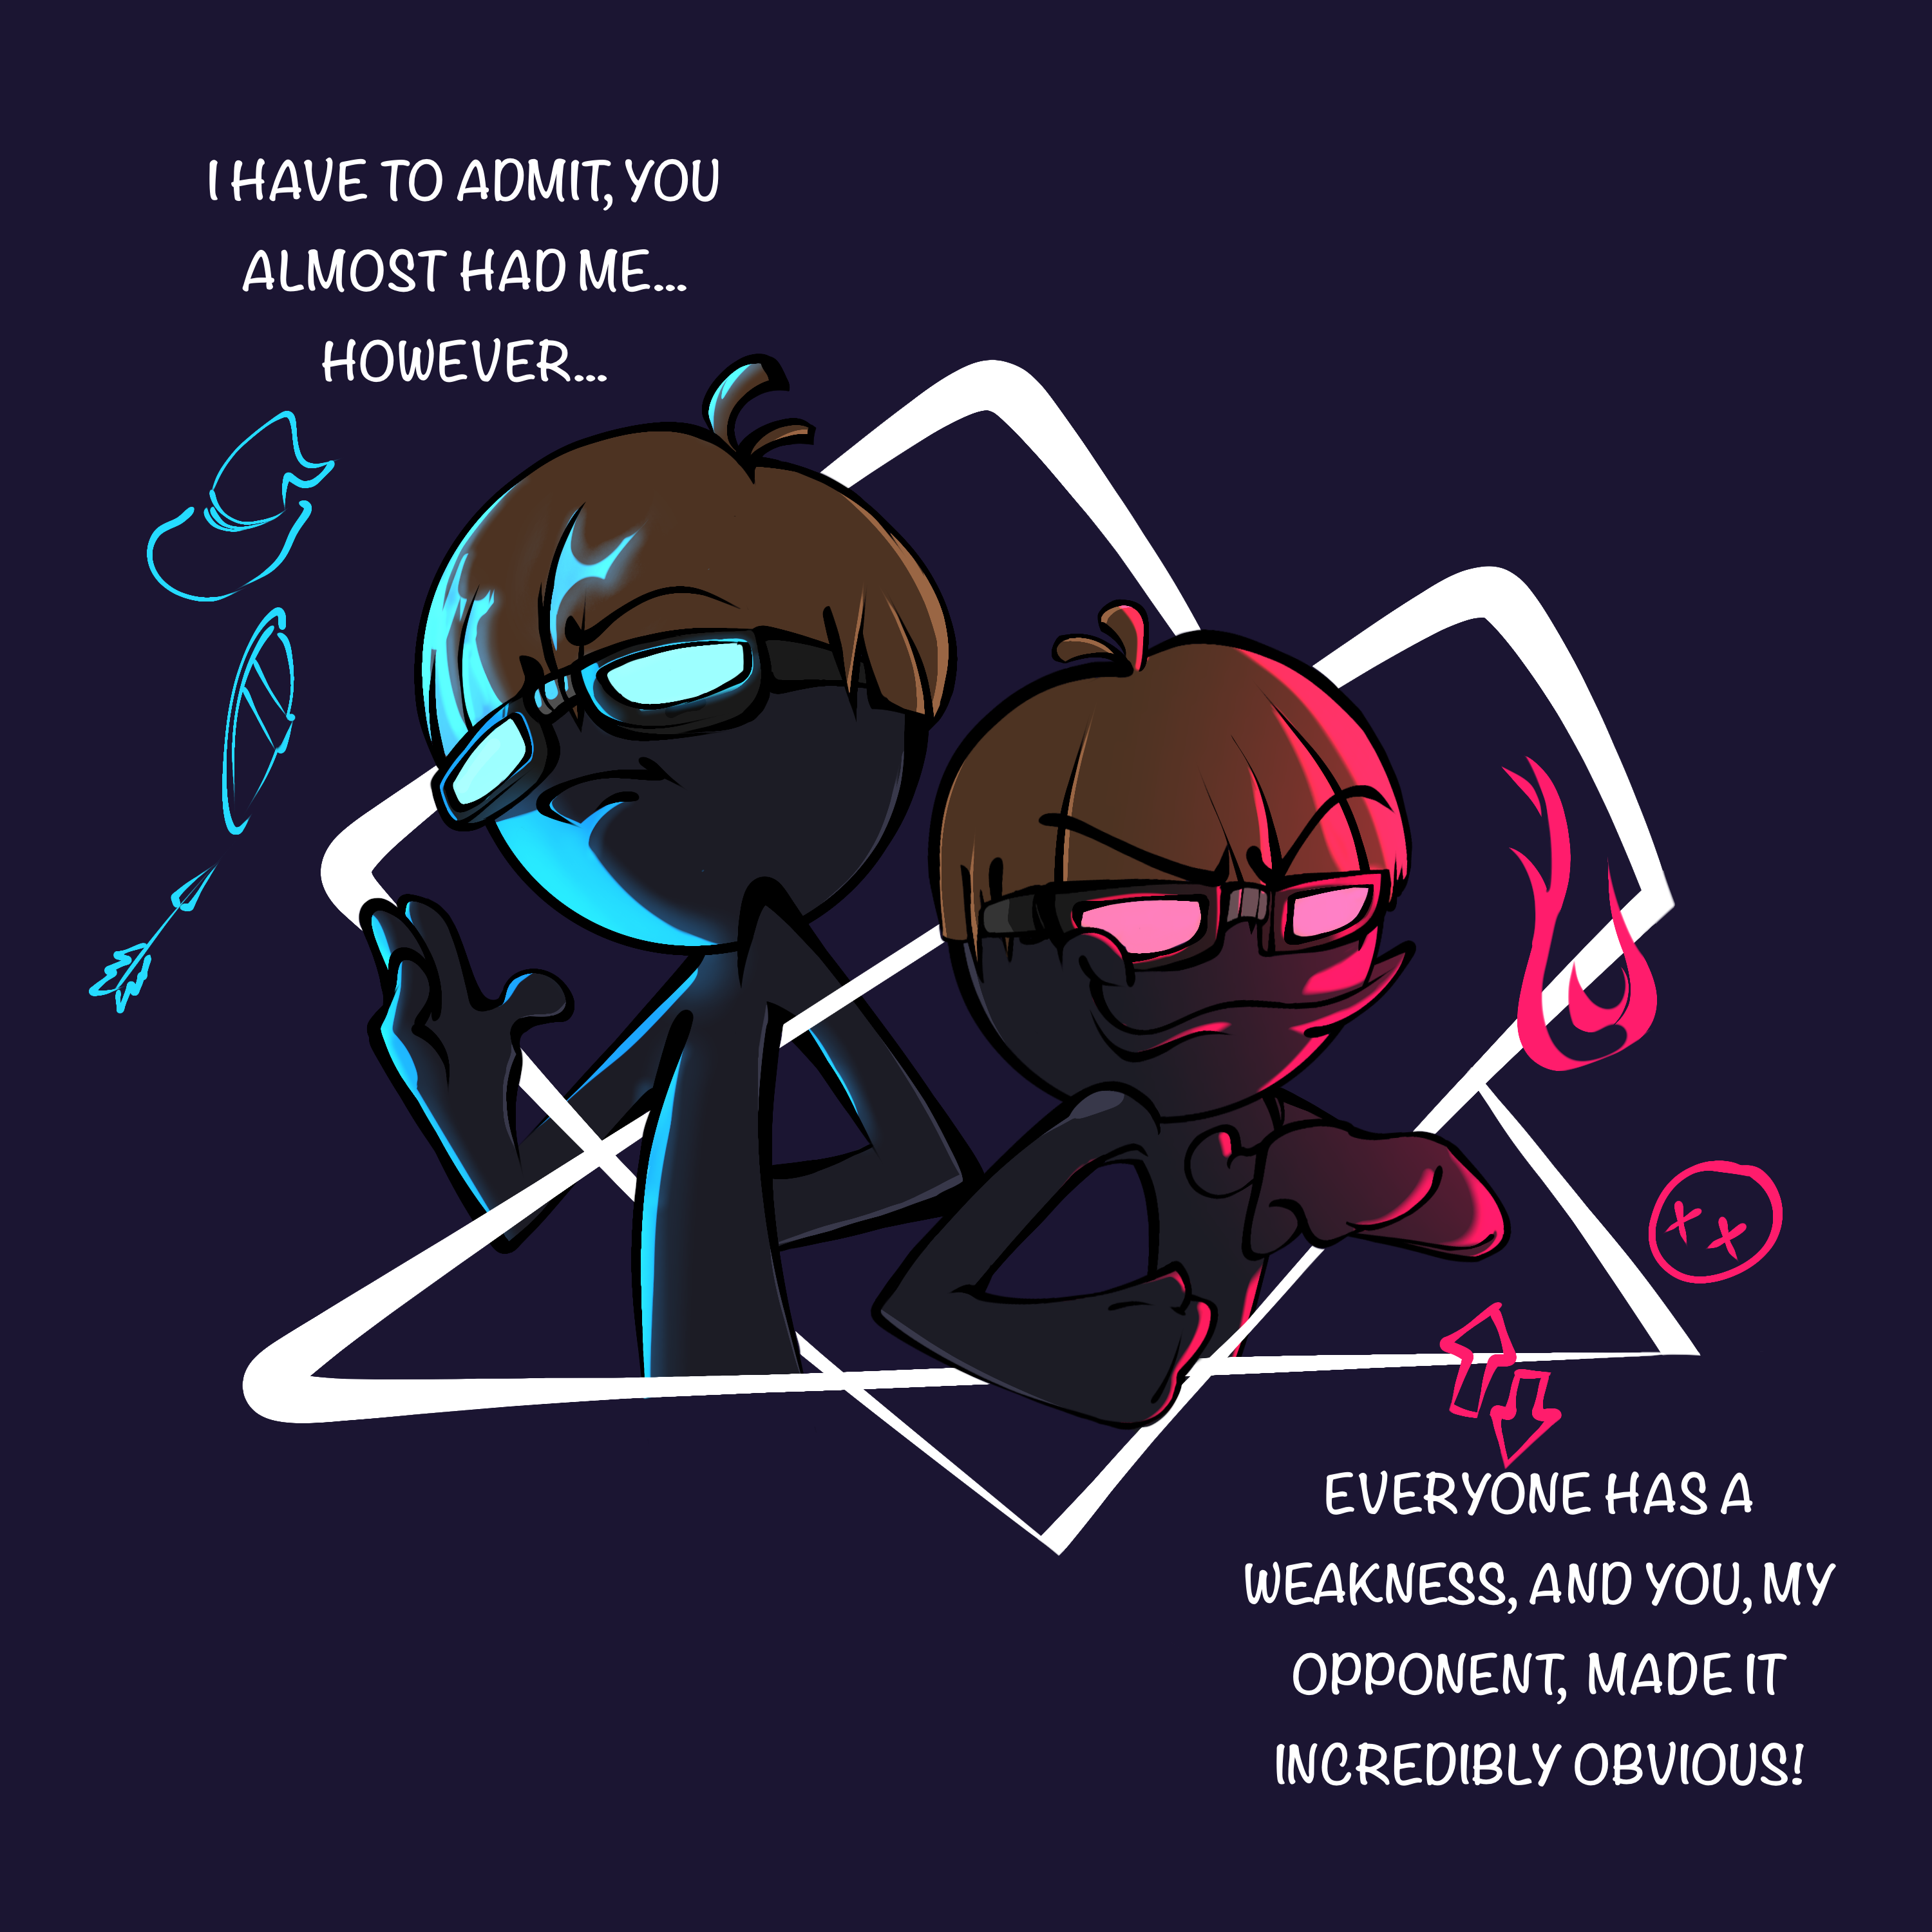 I HAVE TO ADMIT, YOU
ALMOST HAD ME...
HOWEVER...
EVERYONE HAS A
WEAKNESS, AND YOU, MY
OPPONENT, MADE IT
INCREDIBLY OBVIOUS!